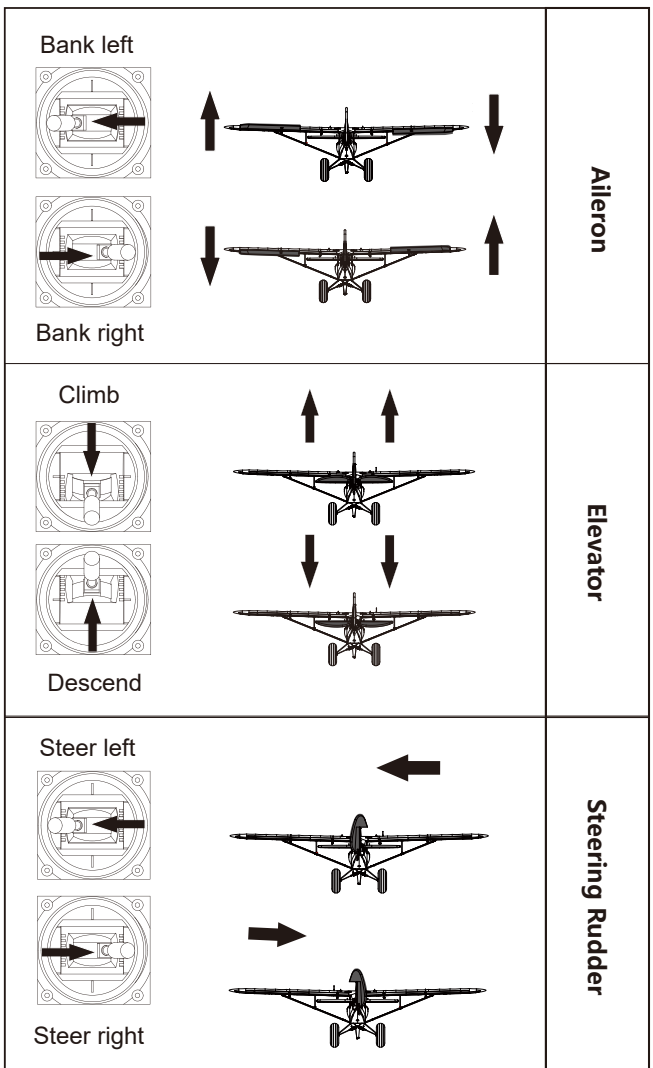 Bank left
Bank right
Aileron
Climb
Descend
Elevator
Steer left
Steer right
Steering Rudder